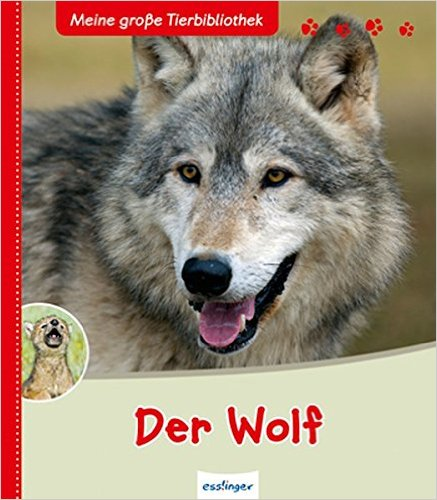 Meine große Tierbibliothek
Der Wolf
esslinger